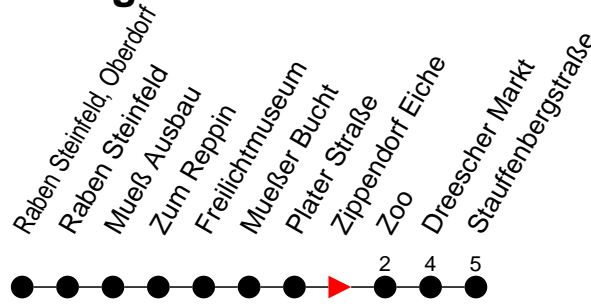 Raben Steinfeld, Oberdorf
Raben Steinfeld
Mueß Ausbau
Zum Reppin
Freilichtmuseum
Mueßer Bucht
Plater Straße
Zippendorf Eiche
Zoo
Dreescher Markt
Stauffenbergstraße
2 4 5